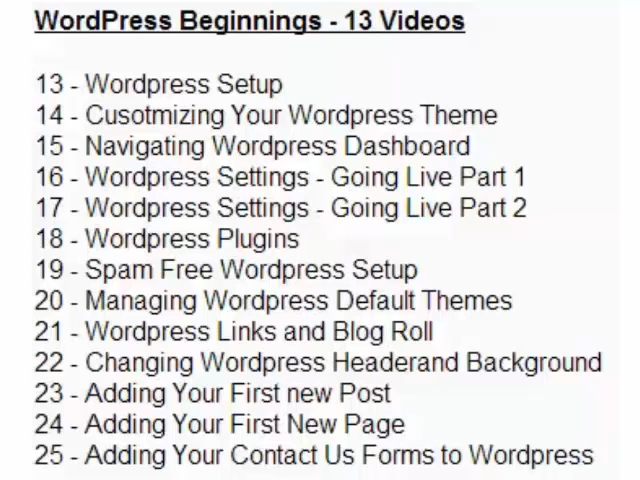 WordPress Beginnings - 13 Videos
13 - Wordpress Setup
14 - Cusotmizing Your Wordpress Theme
15 - Navigating Wordpress Dashboard
16 - Wordpress Settings - Going Live Part 1
17 - Wordpress Settings - Going Live Part 2
18 - Wordpress Plugins
19 - Spam Free Wordpress Setup
20 - Managing Wordpress Default Themes
21 - Wordpress Links and Blog Roll
22 - Changing Wordpress Headerand Background
23 - Adding Your First new Post
24 - Adding Your First New Page
25 - Adding Your Contact Us Forms to Wordpress